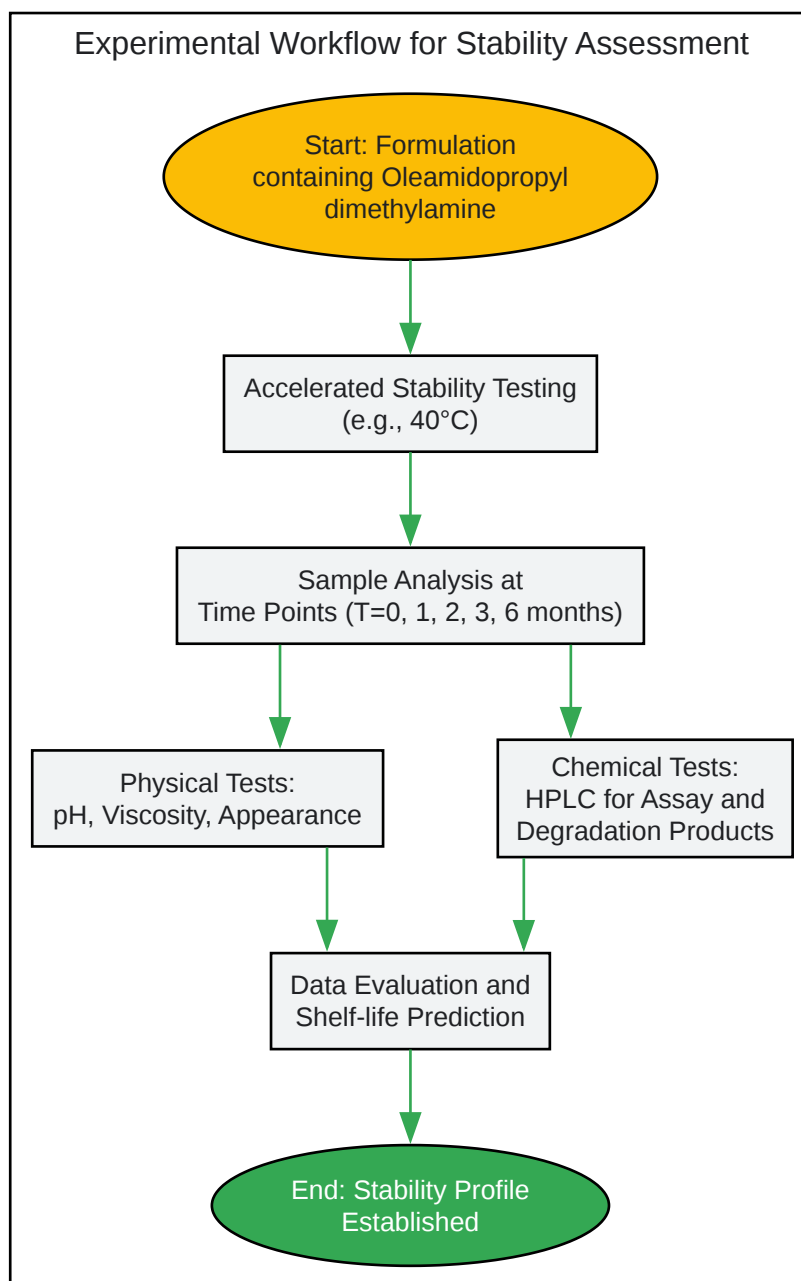 Experimental Workflow for Stability Assessment
Start: Formulation
containing Oleamidopropyl
dimethylamine
Accelerated Stability Testing
(e.g., 40°C)
Sample Analysis at
Time Points (T=0, 1, 2, 3, 6 months)
Physical Tests:
pH, Viscosity, Appearance
Chemical Tests:
HPLC for Assay and
Degradation Products
Data Evaluation and
Shelf-life Prediction
End: Stability Profile
Established